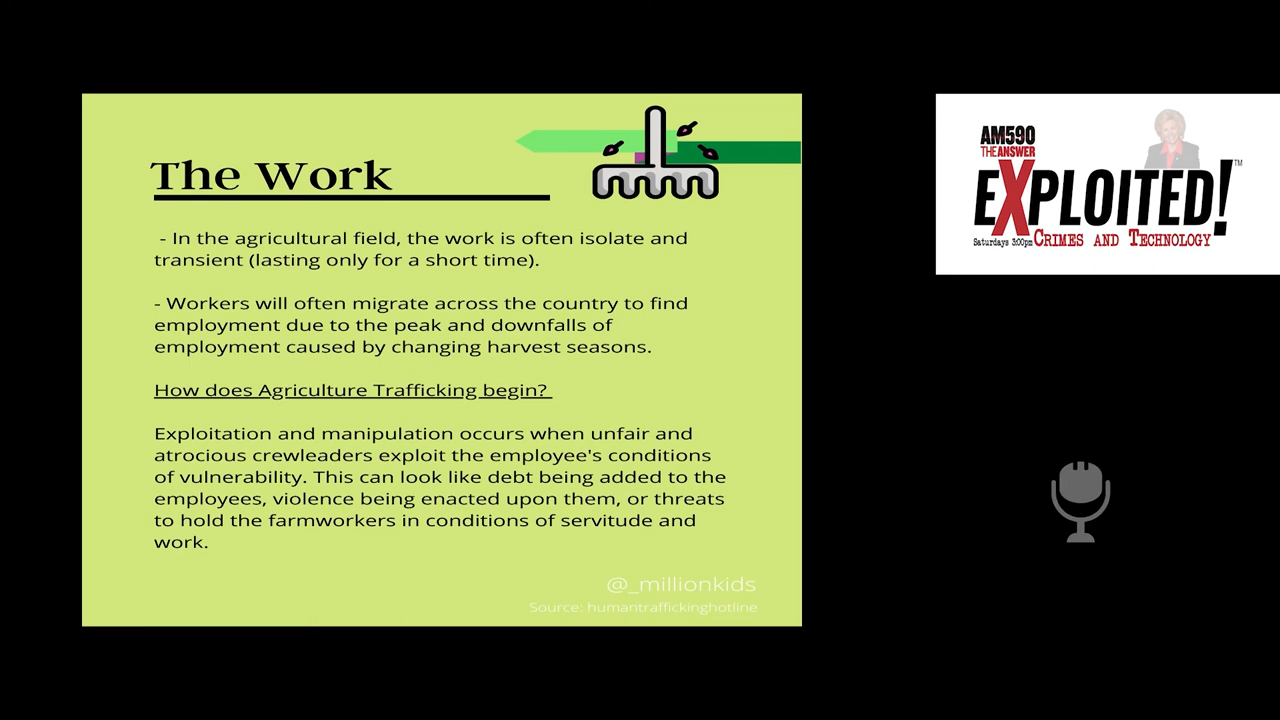 The Work
- In the agricultural field, the work is often isolate and
transient (lasting only for a short time).
- Workers will often migrate across the country to find
employment due to the peak and downfalls of
employment caused by changing harvest seasons.
How does Agriculture Trafficking begin?
Exploitation and manipulation occurs when unfair and
atrocious crewleaders exploit the employee's conditions
of vulnerability. This can look like debt being added to the
employees, violence being enacted upon them, or threats
to hold the farmworkers in conditions of servitude and
work.
@_millionkids
Source: humantraffickinghotline
AM590
THE ANSWER
EXPLOITED!™
Saturdays 3:00pm CRIMES AND TECHNOLOGY